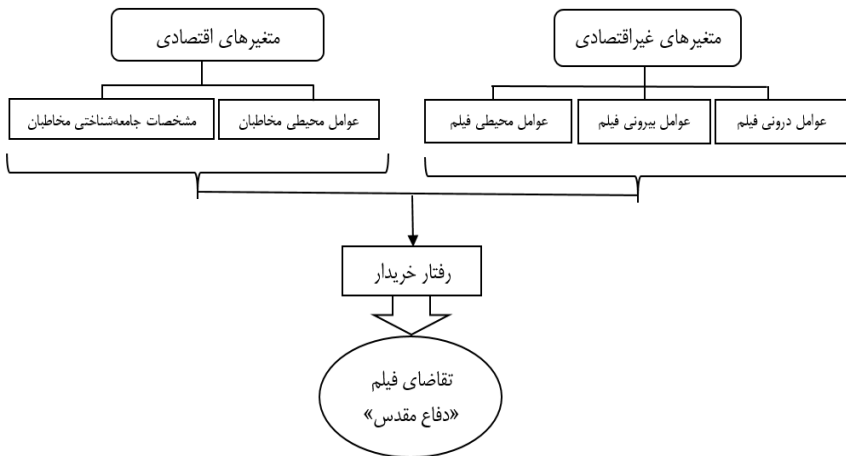 متغیرهای غیراقتصادی
متغیرهای اقتصادی
عوامل درونی فیلم
عوامل بیرونی فیلم
عوامل محیطی فیلم
عوامل محیطی مخاطبان
مشخصات جامعه‌شناختی مخاطبان
رفتار خریدار
تقاضای فیلم
«دفاع مقدس»